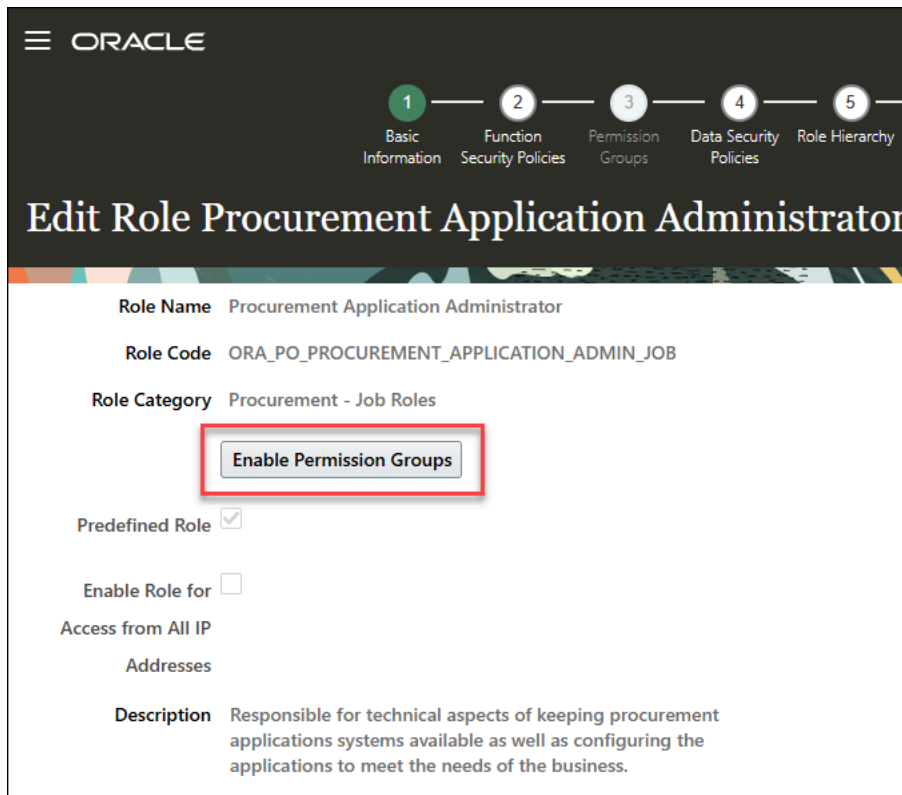 ORACLE
1 2 3 4 5
Basic Function Permission Data Security Role Hierarchy
Information Security Policies Groups Policies
Edit Role Procurement Application Administrator
Role Name Procurement Application Administrator
Role Code ORA_PO_PROCUREMENT_APPLICATION_ADMIN_JOB
Role Category Procurement - Job Roles
Enable Permission Groups
Predefined Role
Enable Role for
Access from All IP
Addresses
Description Responsible for technical aspects of keeping procurement
applications systems available as well as configuring the
applications to meet the needs of the business.